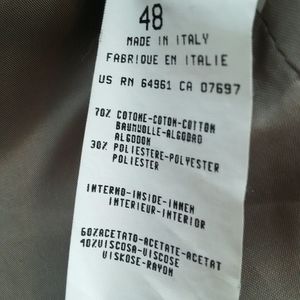 48
MADE IN ITALY
FABRIQUE EN ITALIE
US RN 64961 CA 07697
70% COTONE-COTON-COTTON
BAUMWOLLE-ALGODAO
ALGODON
30% POLIESTERE-POLYESTER
POLIESTER
INTERNO-INSIDE-INNEN
INTERIEUR-INTERIOR
60%ACETATO-ACETATE-ACETAT
40%VISCOSA-VISCOSE
VISKOSE-RAYON